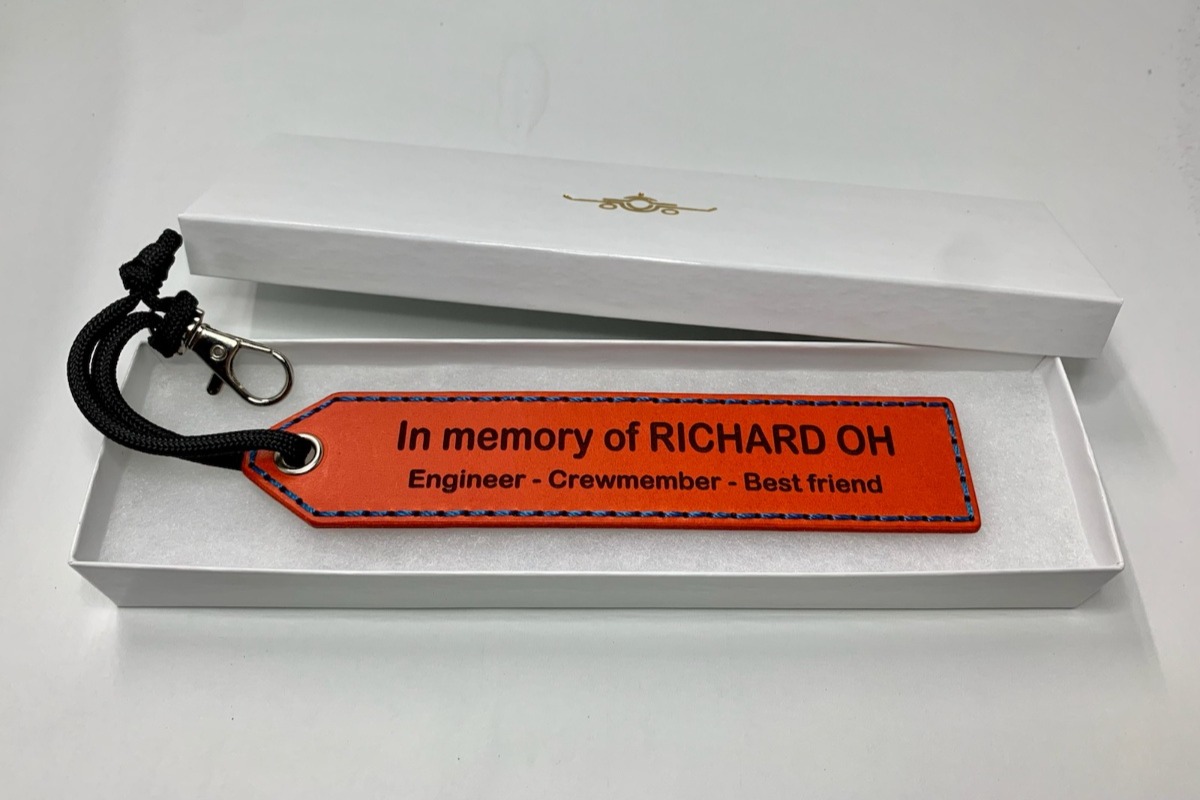 In memory of RICHARD OH
Engineer - Crewmember - Best friend